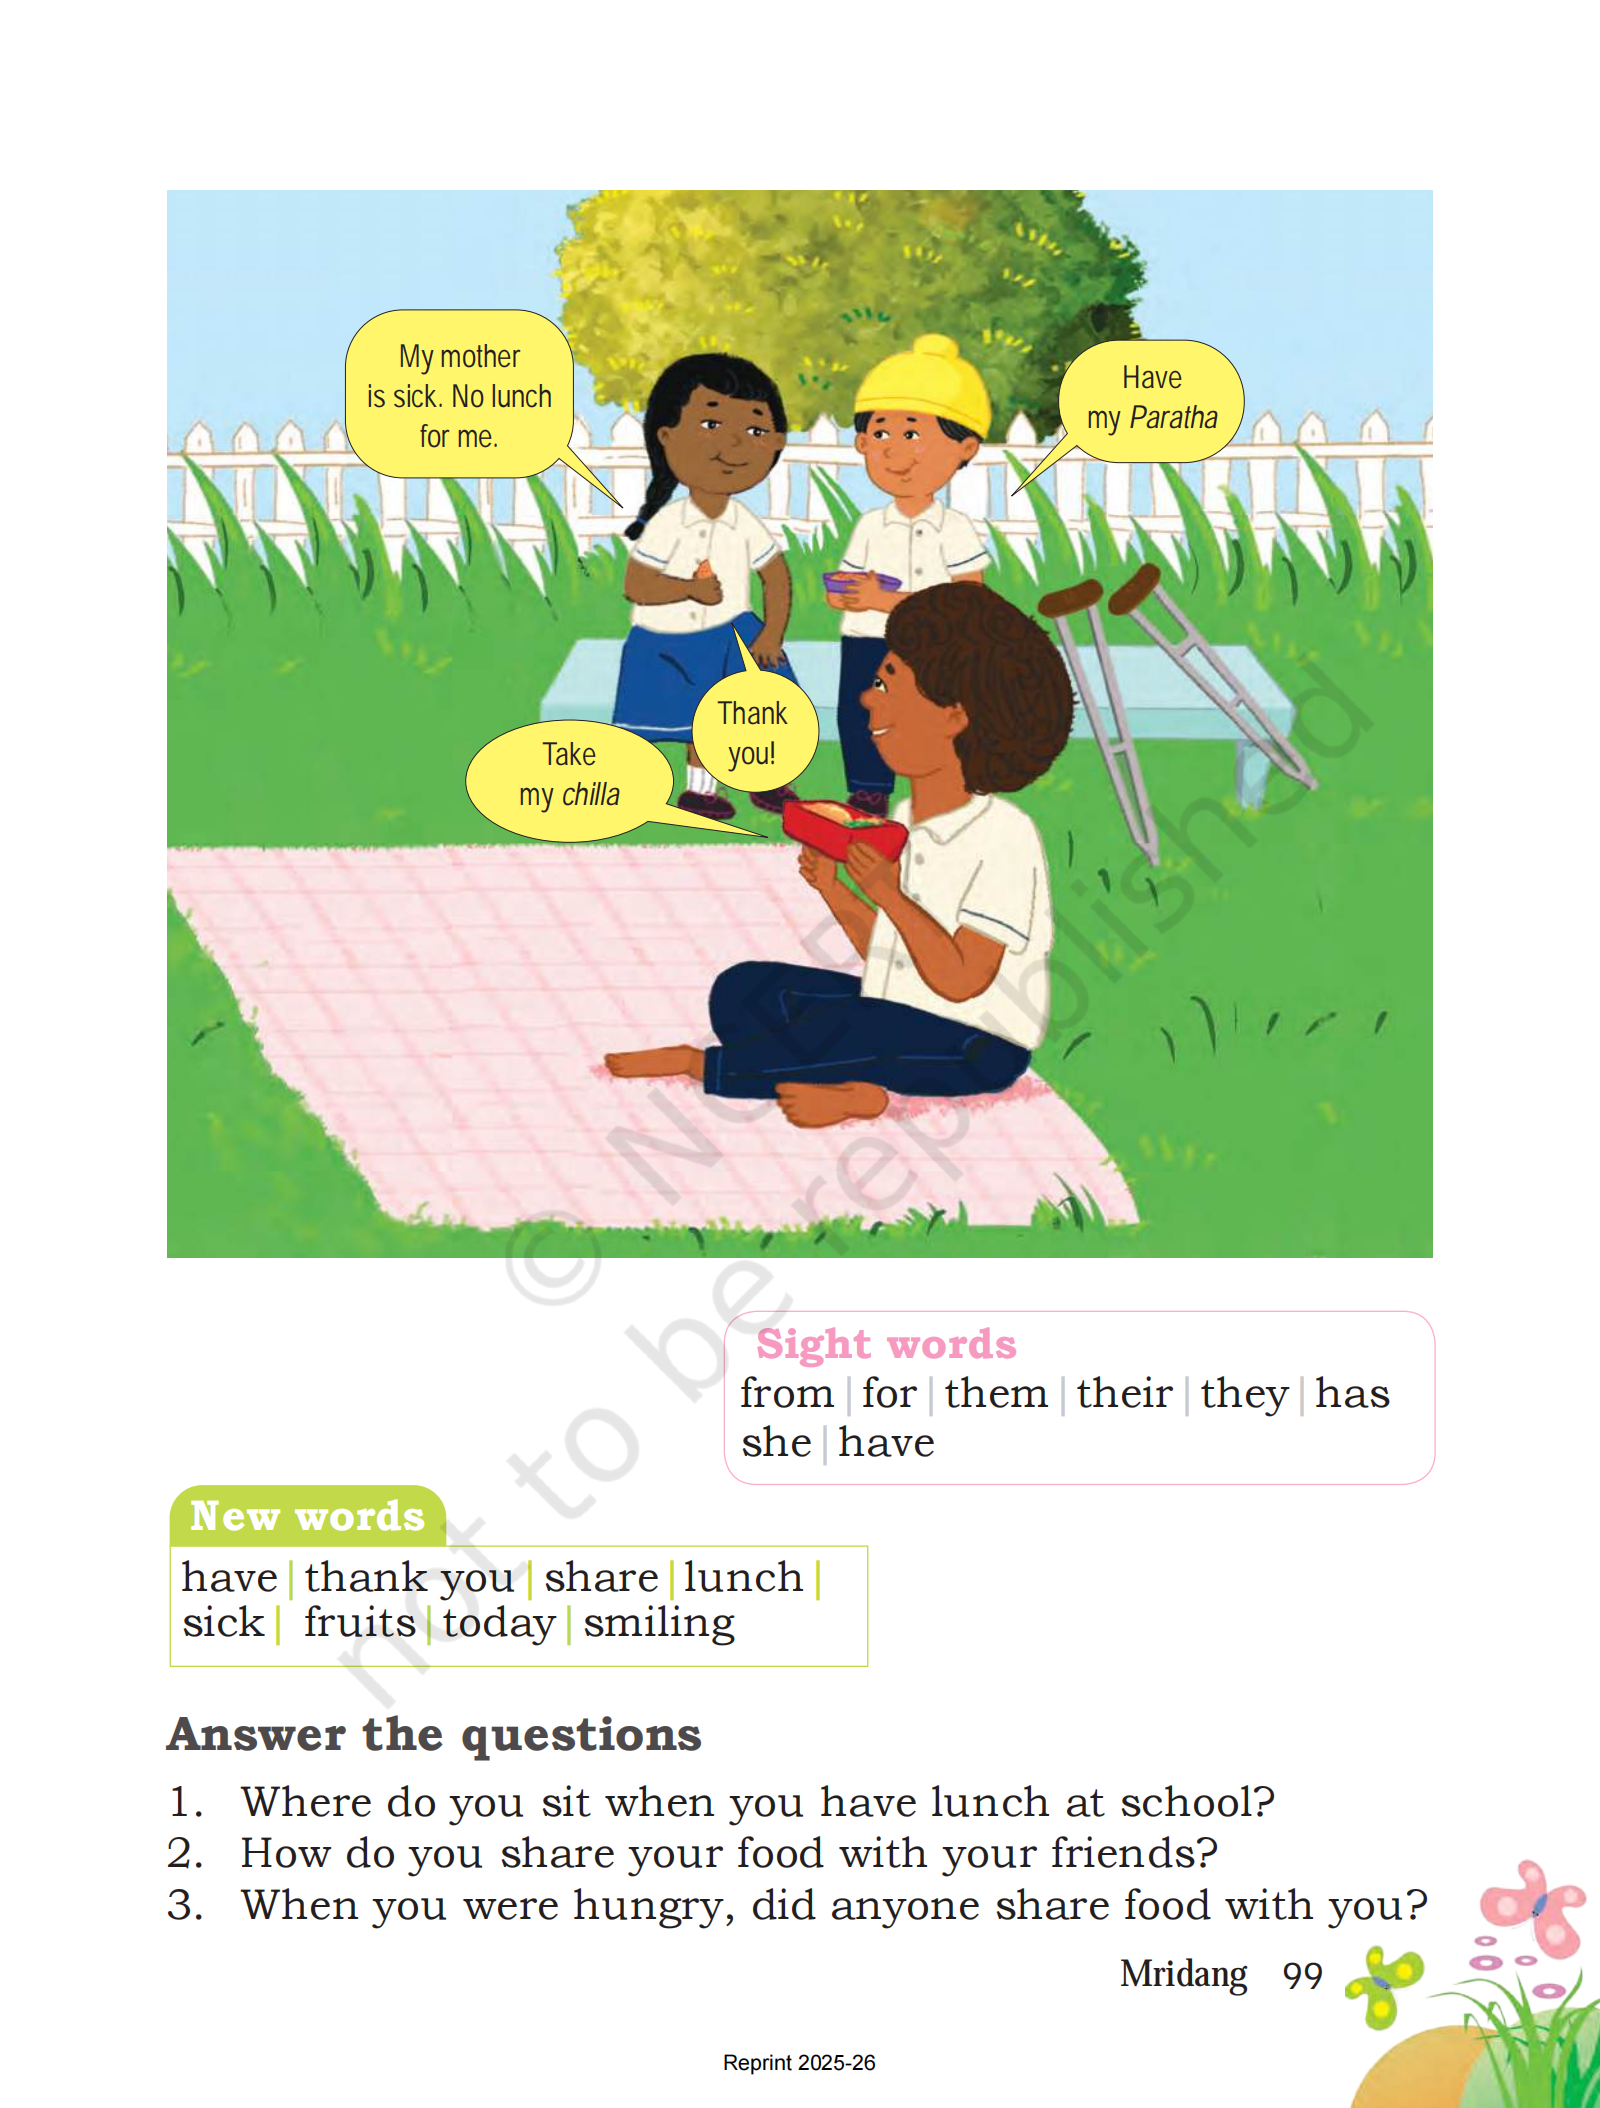 My mother
is sick. No lunch
for me.
Have
my Paratha
Thank
you!
Take
my chilla
© NCERT
not to be republished
Sight words
from | for | them | their | they | has
she | have
New words
have | thank you | share | lunch |
sick | fruits | today | smiling
Answer the questions
1. Where do you sit when you have lunch at school?
2. How do you share your food with your friends?
3. When you were hungry, did anyone share food with you?
Mridang 99
Reprint 2025-26